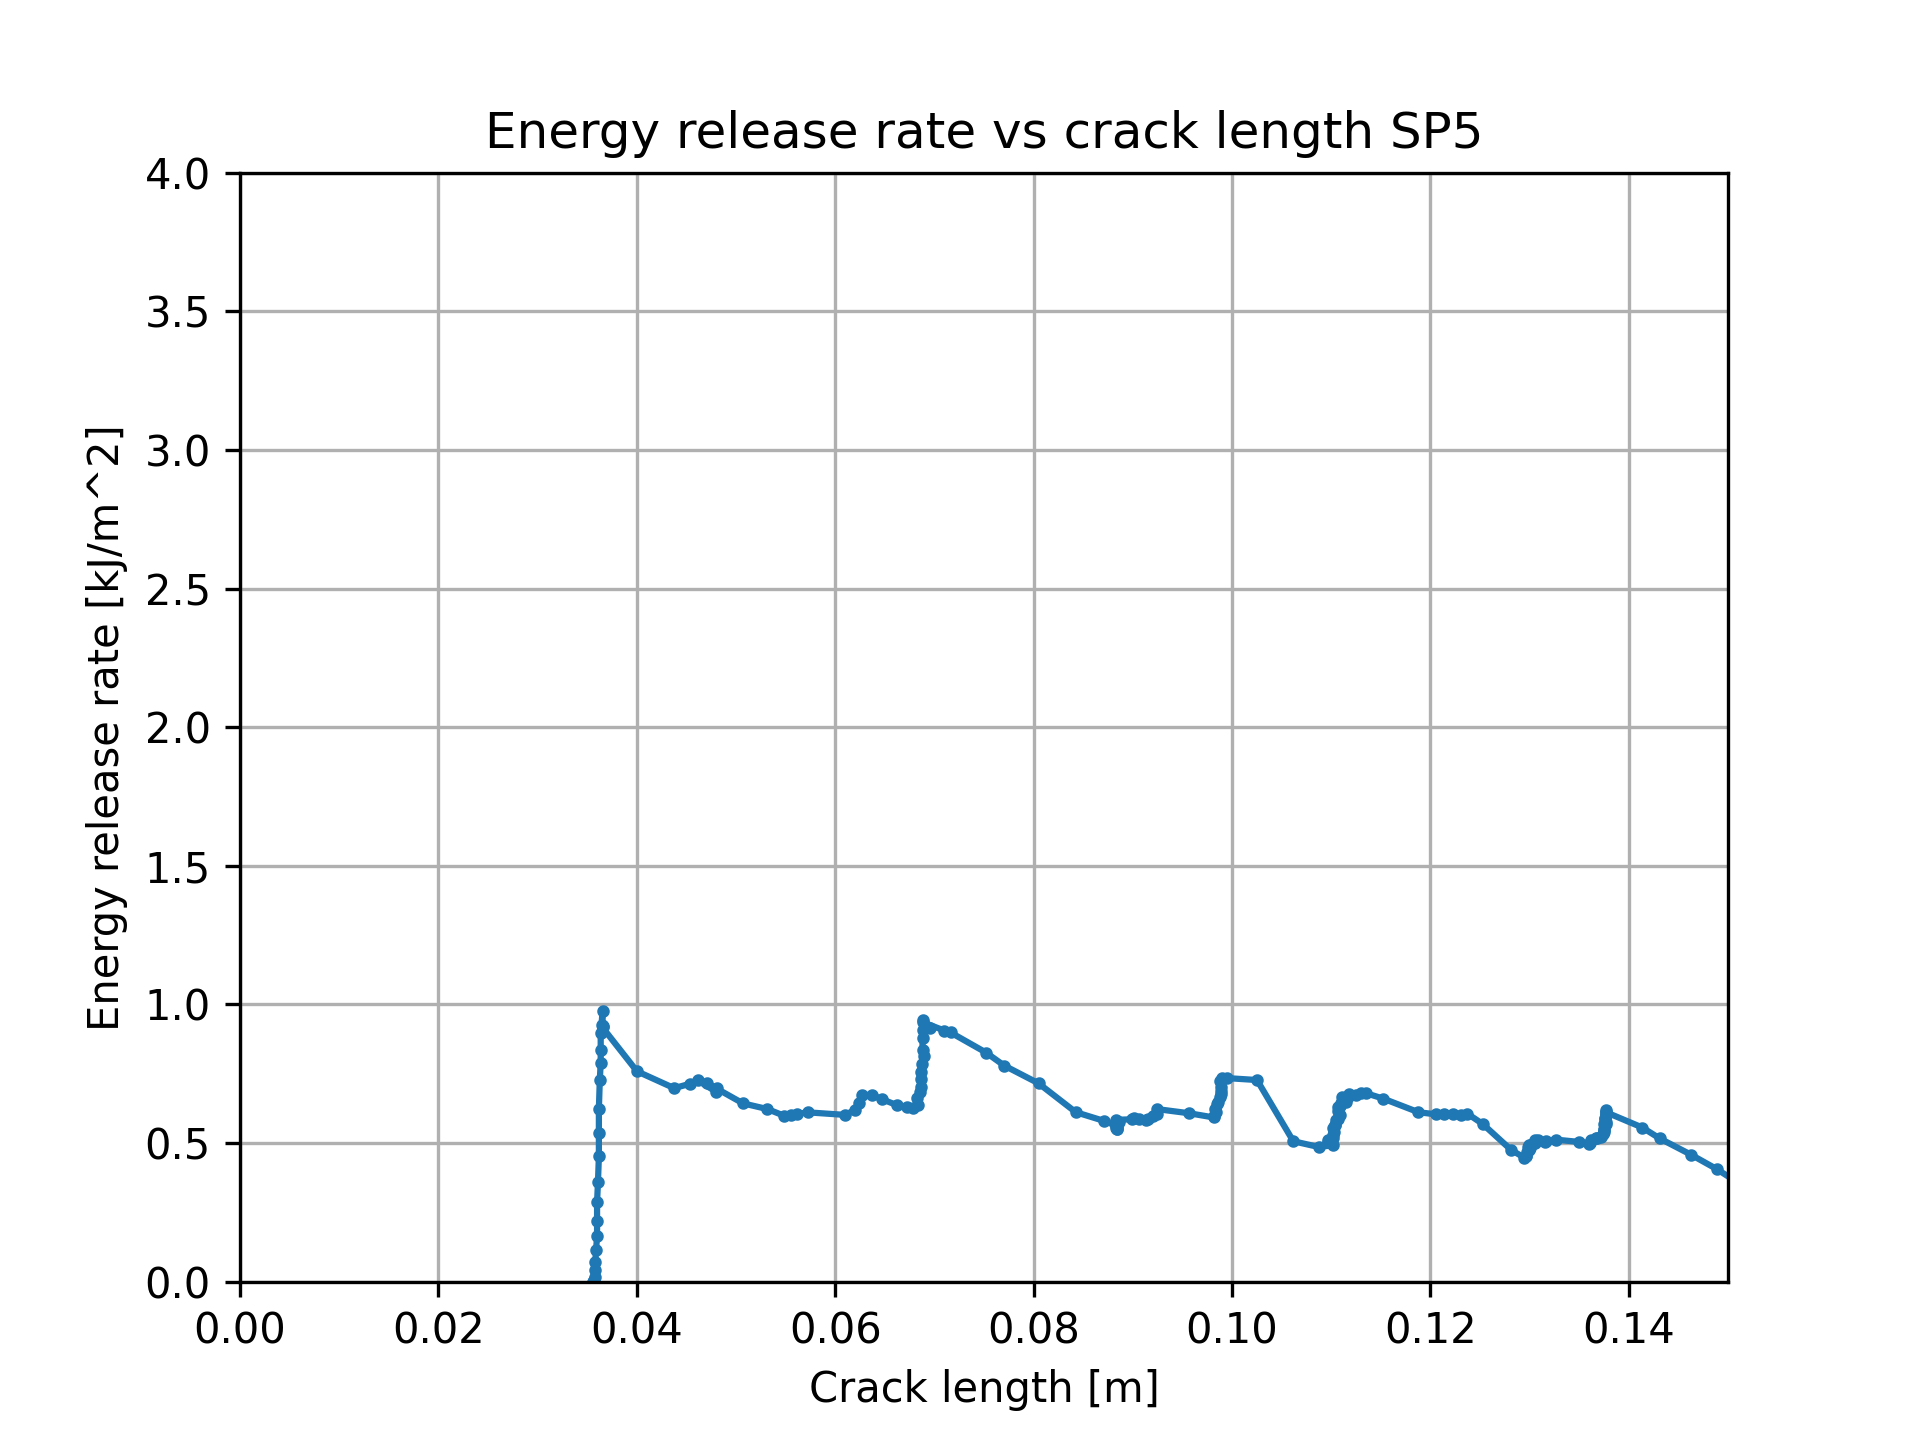 Energy release rate vs crack length SP5
4.0
3.5
3.0
2.5
2.0
1.5
1.0
0.5
0.0
Energy release rate [kJ/m^2]
0.00 0.02 0.04 0.06 0.08 0.10 0.12 0.14
Crack length [m]